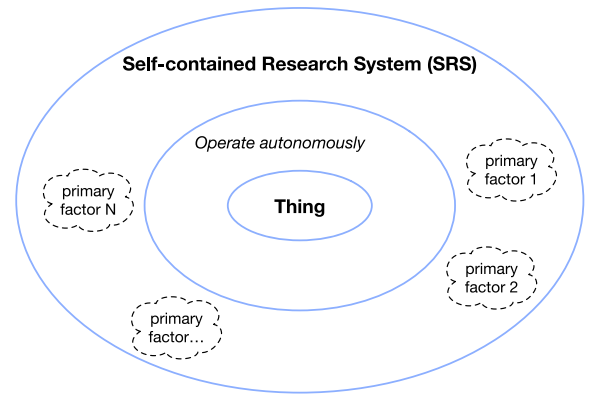 Self-contained Research System (SRS)
Operate autonomously
Thing
primary
factor 1
primary
factor 2
primary
factor…
primary
factor N